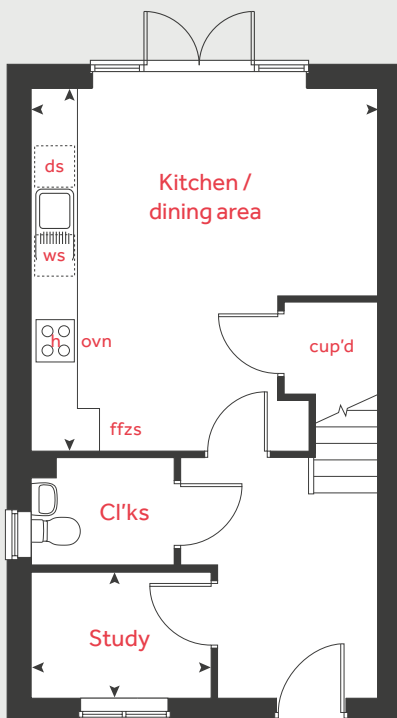 Kitchen /
dining area
ds
ws
h ovn
cup'd
ffzs
Cl'ks
Study